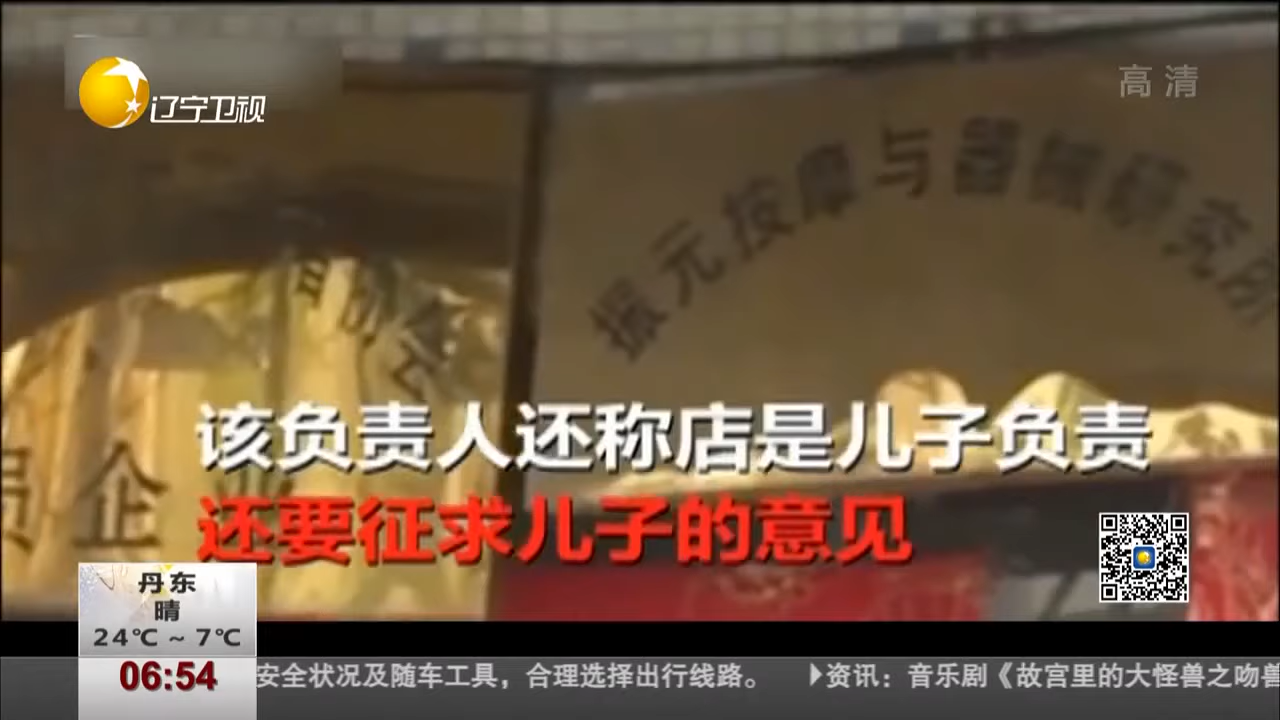 辽宁卫视
高清
振元按摩与器械研究所
员企业
该负责人还称店是儿子负责
还要征求儿子的意见
丹东
晴
24℃~7℃
06:54
安全状况及随车工具，合理选择出行线路。 ▶资讯：音乐剧《故宫里的大怪兽之吻兽